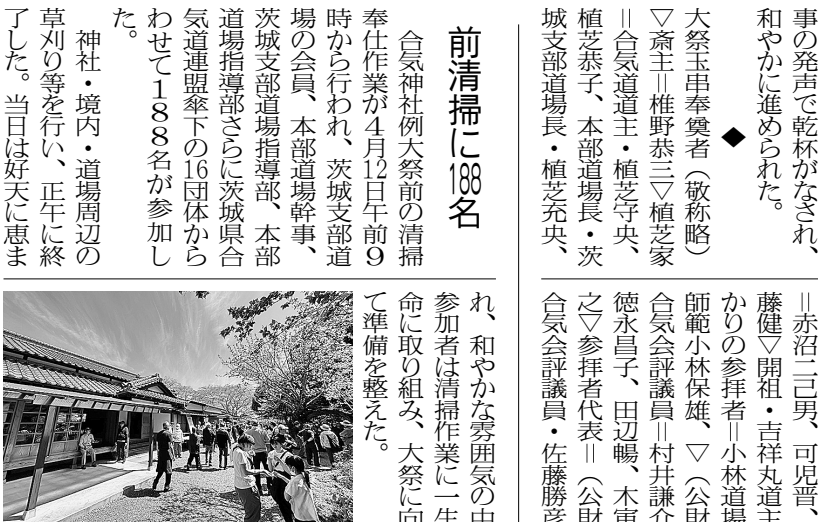 事の発声で乾杯がなされ、
和やかに進められた。
◆
大祭玉串奉奠者（敬称略）
▽斎主＝椎野恭三▽植芝家
＝合気道道主・植芝守央、
植芝恭子、本部道場長・茨
城支部道場長・植芝充央、
＝赤沼二己男、可児晋、
藤健▽開祖・吉祥丸道主
かりの参拝者＝小林道場
師範小林保雄、▽（公財
合気会評議員＝村井謙介
徳永昌子、田辺暢、木実
之▽参拝者代表＝（公財
合気会評議員・佐藤勝彦
前清掃に188名
合気神社例大祭前の清掃
奉仕作業が４月12日午前９
時から行われ、茨城支部道
場の会員、本部道場幹事、
茨城支部道場指導部、本部
道場指導部さらに茨城県合
気道連盟傘下の16団体から
わせて１８８名が参加し
た。
神社・境内・道場周辺の
草刈り等を行い、正午に終
了した。当日は好天に恵ま
れ、和やかな雰囲気の中
参加者は清掃作業に一生
命に取り組み、大祭に向
て準備を整えた。